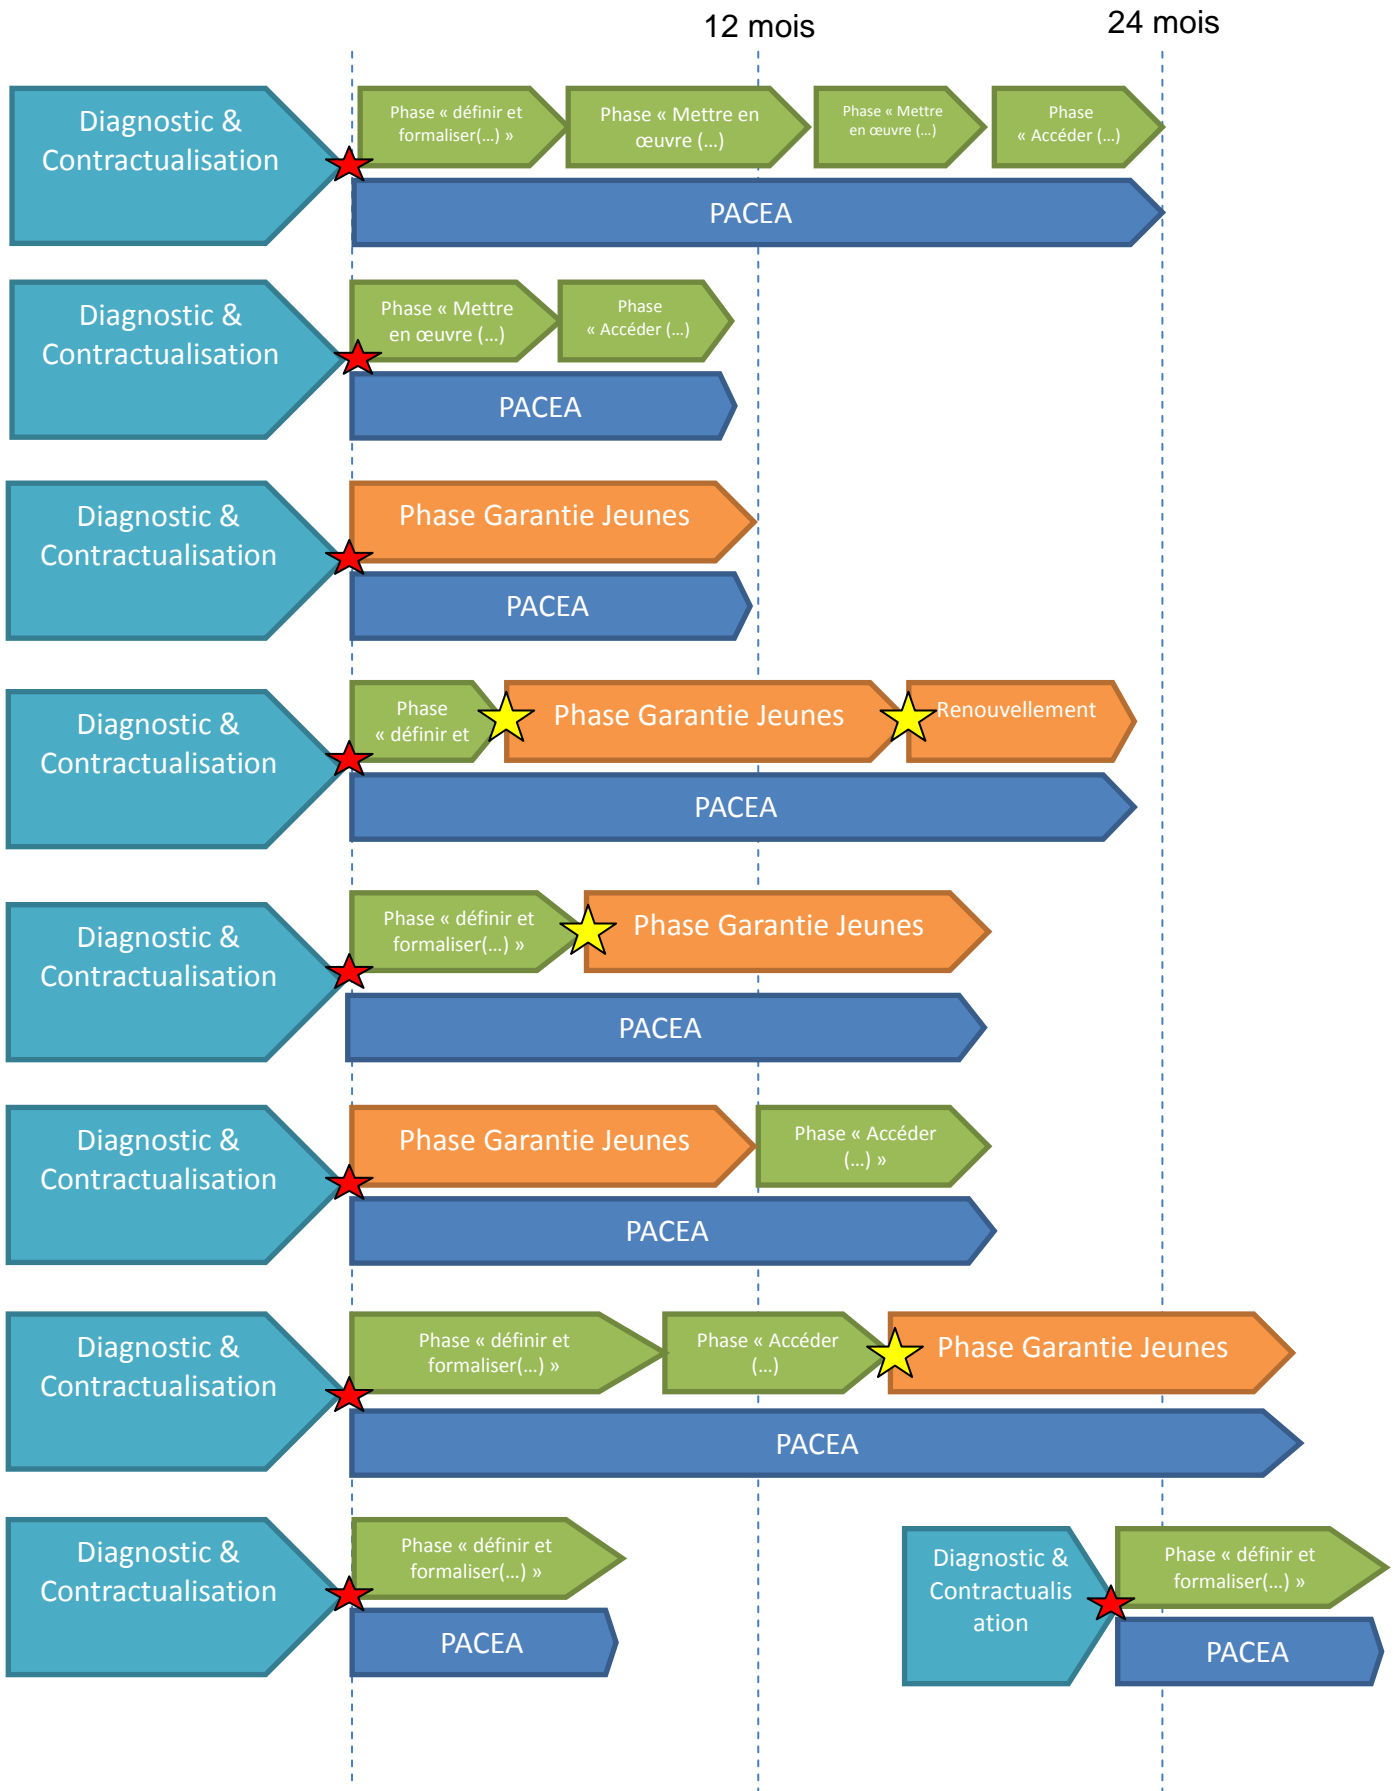 12 mois
24 mois
Diagnostic &
Contractualisation
Phase « définir et
formaliser(...) »
Phase « Mettre en
œuvre (...)
Phase « Mettre
en œuvre (...)
Phase
« Accéder (...)
PACEA
Diagnostic &
Contractualisation
Phase « Mettre
en œuvre (...)
Phase
« Accéder (...)
PACEA
Diagnostic &
Contractualisation
Phase Garantie Jeunes
PACEA
Diagnostic &
Contractualisation
Phase
« définir et
Phase Garantie Jeunes
Renouvellement
PACEA
Diagnostic &
Contractualisation
Phase « définir et
formaliser(...) »
Phase Garantie Jeunes
PACEA
Diagnostic &
Contractualisation
Phase Garantie Jeunes
Phase « Accéder
(...) »
PACEA
Diagnostic &
Contractualisation
Phase « définir et
formaliser(...) »
Phase « Accéder
(...)
Phase Garantie Jeunes
PACEA
Diagnostic &
Contractualisation
Phase « définir et
formaliser(...) »
PACEA
Diagnostic &
Contractualis
ation
Phase « définir et
formaliser(...) »
PACEA